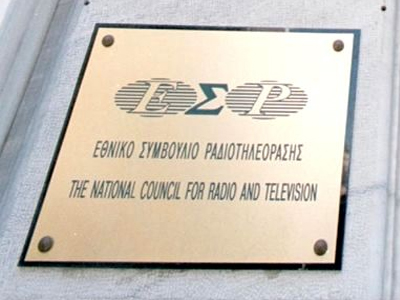 ΕΣΡ
ΕΘΝΙΚΟ ΣΥΜΒΟΥΛΙΟ ΡΑΔΙΟΤΗΛΕΟΡΑΣΗΣ
THE NATIONAL COUNCIL FOR RADIO AND TELEVISION